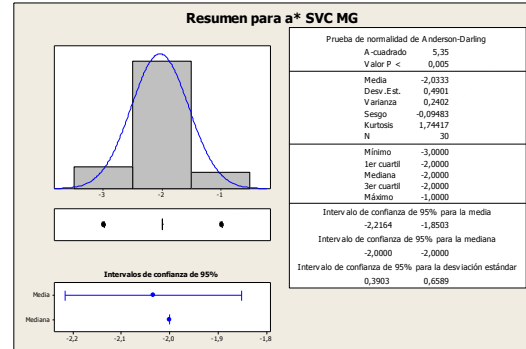 Resumen para a* SVC MG
Prueba de normalidad de Anderson-Darling
A-cuadrado 5,35
Valor P < 0,005
Media -2,0333
Desv.Est. 0,4901
Varianza 0,2402
Sesgo -0,09483
Kurtosis 1,74417
N 30
Mínimo -3,0000
1er cuartil -2,0000
Mediana -2,0000
3er cuartil -2,0000
Máximo -1,0000
Intervalo de confianza de 95% para la media
-2,2164 -1,8503
Intervalo de confianza de 95% para la mediana
-2,0000 -2,0000
Intervalo de confianza de 95% para la desviación estándar
0,3903 0,6589
-3 -2 -1
Intervalos de confianza de 95%
Media
Mediana
-2,2 -2,1 -2,0 -1,9 -1,8